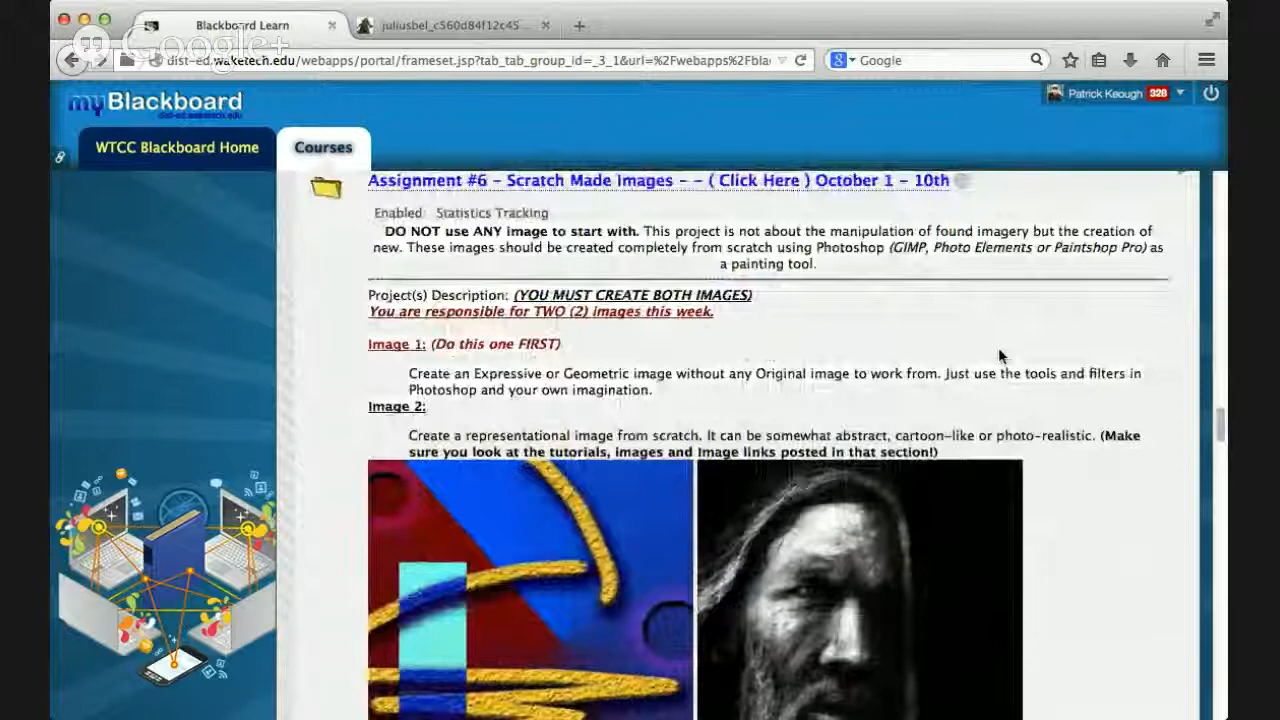 Blackboard Learn
juliusbel_c560d84f12c45...
Google+
dist-ed.waketech.edu/webapps/portal/frameset.jsp?tab_tab_group_id=_3_1&url=%2Fwebapps%2Fbla
Google
myBlackboard
dist-ed.waketech.edu
Patrick Keough 328
WTCC Blackboard Home
Courses
Assignment #6 - Scratch Made Images - - ( Click Here ) October 1 - 10th
Enabled Statistics Tracking
DO NOT use ANY image to start with. This project is not about the manipulation of found imagery but the creation of
new. These images should be created completely from scratch using Photoshop (GIMP, Photo Elements or Paintshop Pro) as
a painting tool.
Project(s) Description: (YOU MUST CREATE BOTH IMAGES)
You are responsible for TWO (2) images this week.
Image 1: (Do this one FIRST)
Create an Expressive or Geometric image without any Original image to work from. Just use the tools and filters in
Photoshop and your own imagination.
Image 2:
Create a representational image from scratch. It can be somewhat abstract, cartoon-like or photo-realistic. (Make
sure you look at the tutorials, images and Image links posted in that section!)